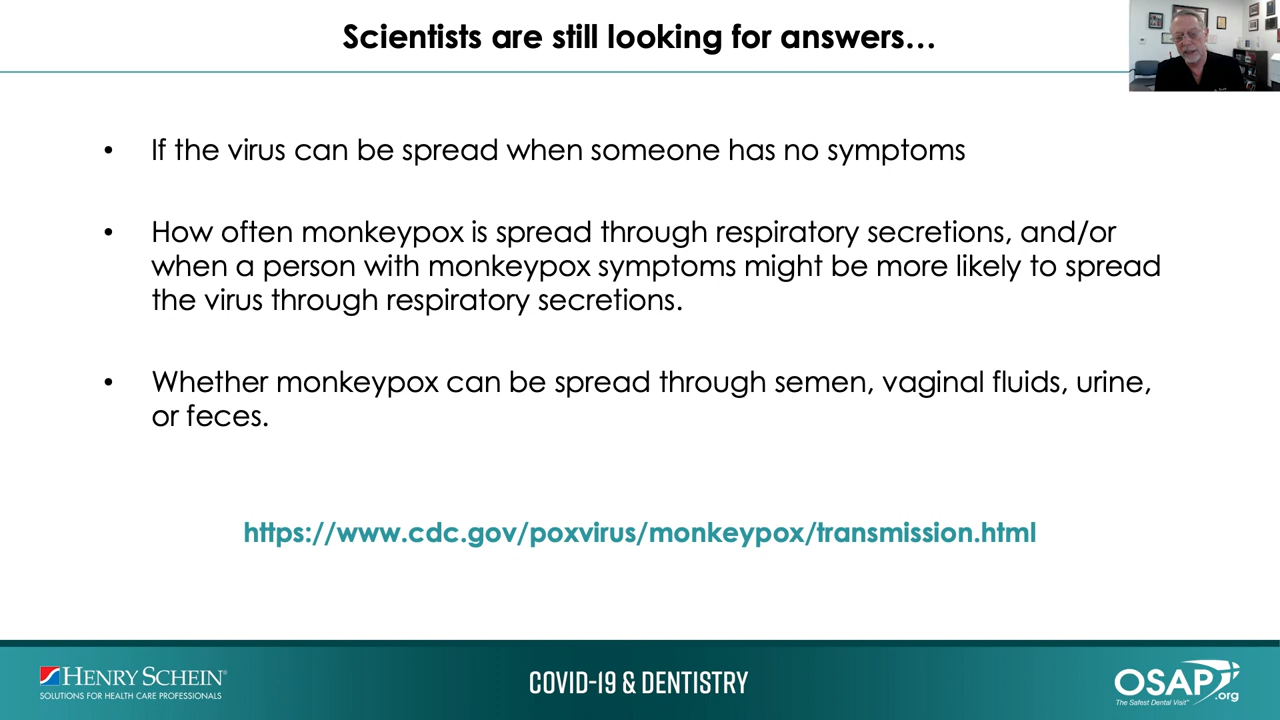 Scientists are still looking for answers…
• If the virus can be spread when someone has no symptoms
• How often monkeypox is spread through respiratory secretions, and/or
when a person with monkeypox symptoms might be more likely to spread
the virus through respiratory secretions.
• Whether monkeypox can be spread through semen, vaginal fluids, urine,
or feces.
https://www.cdc.gov/poxvirus/monkeypox/transmission.html
HENRY SCHEIN®
SOLUTIONS FOR HEALTH CARE PROFESSIONALS
COVID-19 & DENTISTRY
OSAP.org
The Safest Dental Visit™